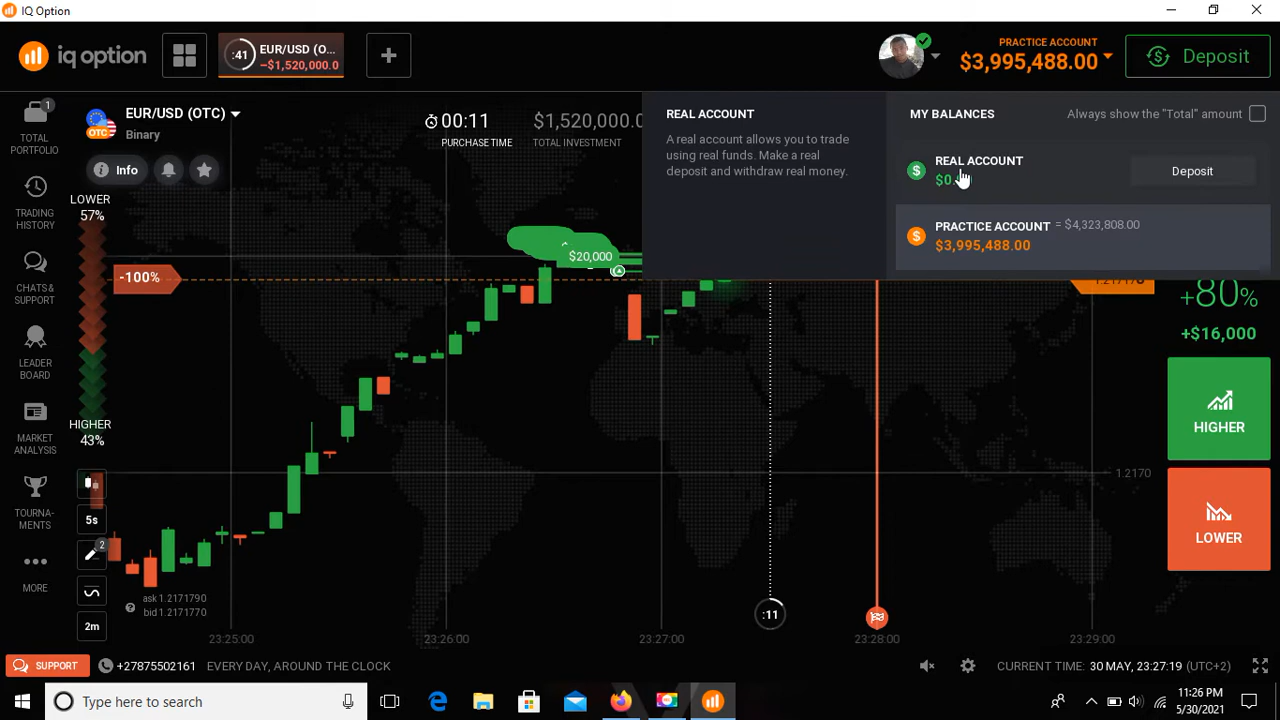 IQ Option
iq option
:41
EUR/USD (O...
−$1,520,000.0
PRACTICE ACCOUNT
$3,995,488.00
Deposit
1
TOTAL
PORTFOLIO
TRADING
HISTORY
CHATS &
SUPPORT
LEADER
BOARD
MARKET
ANALYSIS
TOURNA-
MENTS
MORE
EUR/USD (OTC)
OTC
Binary
Info
00:11
PURCHASE TIME
$1,520,000.0
TOTAL INVESTMENT
REAL ACCOUNT
A real account allows you to trade
using real funds. Make a real
deposit and withdraw real money.
MY BALANCES
Always show the "Total" amount
REAL ACCOUNT
Deposit
PRACTICE ACCOUNT = $4,323,808.00
$3,995,488.00
LOWER
57%
-100%
HIGHER
43%
$20,000
+80%
+$16,000
HIGHER
LOWER
1.2170
5s
2
2m
ask 1.2171790
bid 1.2171770
:11
23:25:00
23:26:00
23:27:00
23:28:00
23:29:00
SUPPORT
+27875502161
EVERY DAY, AROUND THE CLOCK
CURRENT TIME: 30 MAY, 23:27:19 (UTC+2)
Type here to search
11:26 PM
5/30/2021